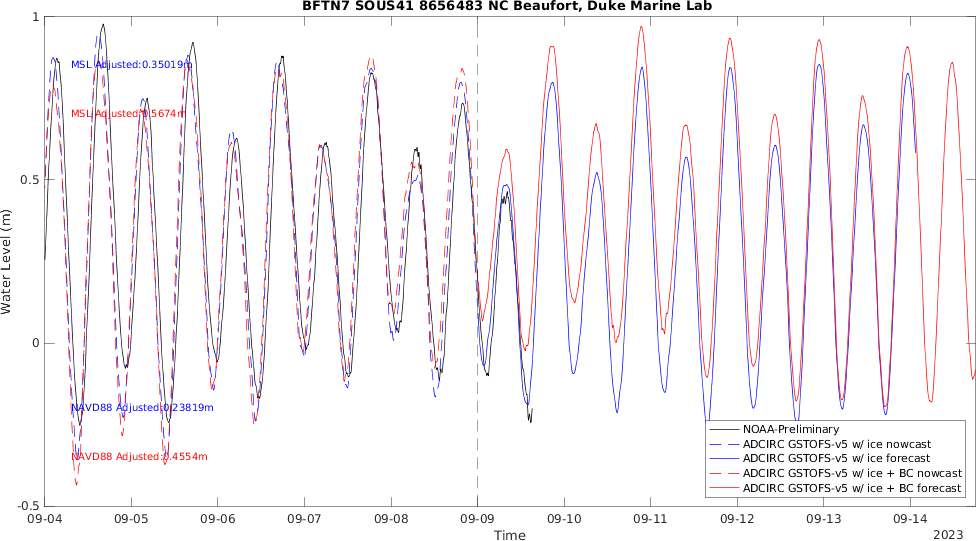 BFTN7 SOUS41 8656483 NC Beaufort, Duke Marine Lab
1
0.5
0
-0.5
Water Level (m)
MSL Adjusted:0.35019m
MSL Adjusted:0.5674m
NAVD88 Adjusted:0.23819m
NAVD88 Adjusted:0.4554m
NOAA-Preliminary
ADCIRC GSTOFS-v5 w/ ice nowcast
ADCIRC GSTOFS-v5 w/ ice forecast
ADCIRC GSTOFS-v5 w/ ice + BC nowcast
ADCIRC GSTOFS-v5 w/ ice + BC forecast
09-04 09-05 09-06 09-07 09-08 09-09 09-10 09-11 09-12 09-13 09-14
Time
2023